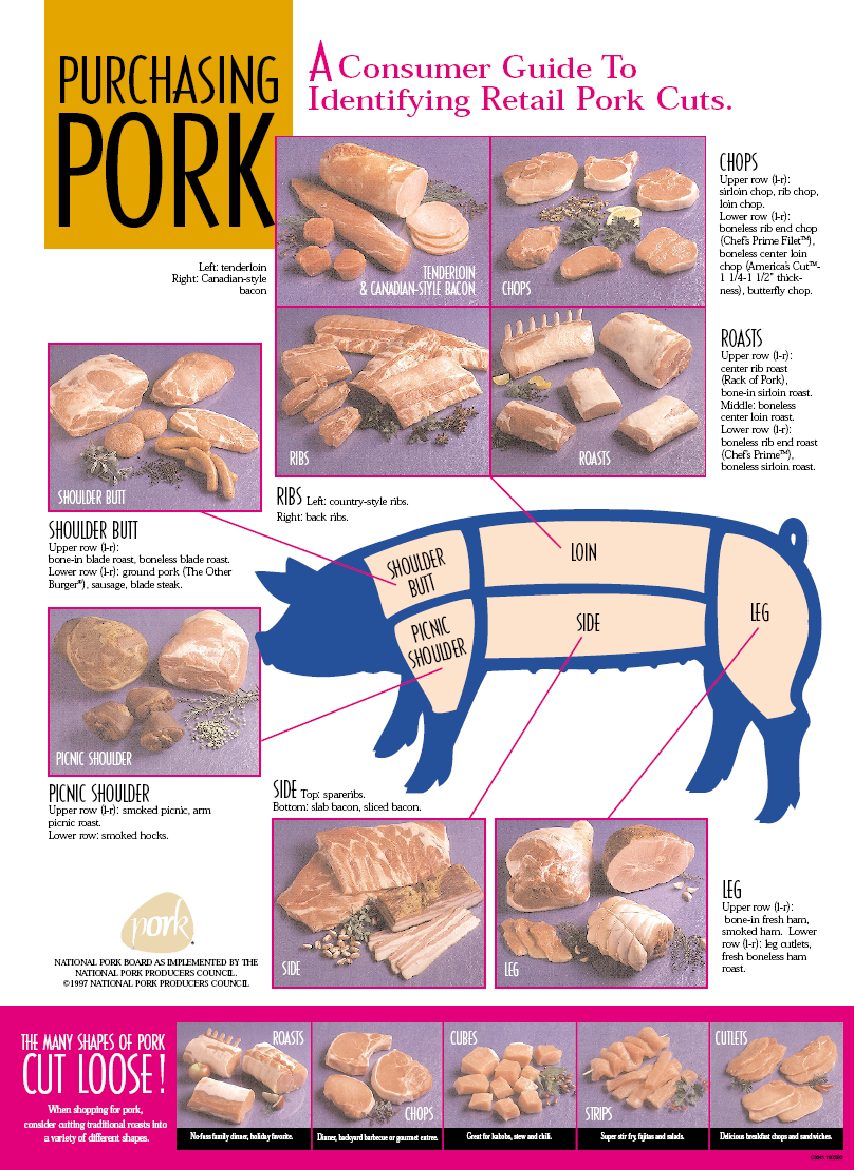 PURCHASING
PORK
A Consumer Guide To
Identifying Retail Pork Cuts.
Left: tenderloin
Right: Canadian-style
bacon
TENDERLOIN
& CANADIAN-STYLE BACON
CHOPS
CHOPS
Upper row (l-r):
sirloin chop, rib chop,
loin chop.
Lower row (l-r):
boneless rib end chop
(Chef's Prime Filet™),
boneless center loin
chop (America's Cut™-
1 1/4-1 1/2" thick-
ness), butterfly chop.
RIBS
ROASTS
ROASTS
Upper row (l-r):
center rib roast
(Rack of Pork),
bone-in sirloin roast.
Middle: boneless
center loin roast.
Lower row (l-r):
boneless rib end roast
(Chef's Prime™),
boneless sirloin roast.
SHOULDER BUTT
RIBS Left: country-style ribs.
Right: back ribs.
SHOULDER BUTT
Upper row (l-r):
bone-in blade roast, boneless blade roast.
Lower row (l-r): ground pork (The Other
Burger®), sausage, blade steak.
SHOULDER
BUTT
LOIN
PICNIC
SHOULDER
SIDE
LEG
PICNIC SHOULDER
PICNIC SHOULDER
Upper row (l-r): smoked picnic, arm
picnic roast.
Lower row: smoked hocks.
SIDE Top: spareribs.
Bottom: slab bacon, sliced bacon.
SIDE
LEG
LEG
Upper row (l-r):
bone-in fresh ham,
smoked ham. Lower
row (l-r): leg cutlets,
fresh boneless ham
roast.
pork
NATIONAL PORK BOARD AS IMPLEMENTED BY THE
NATIONAL PORK PRODUCERS COUNCIL.
©1997 NATIONAL PORK PRODUCERS COUNCIL
THE MANY SHAPES OF PORK
CUT LOOSE!
When shopping for pork,
consider cutting traditional roasts into
a variety of different shapes.
ROASTS
No-fuss family dinner, holiday favorite.
CHOPS
Dinner, backyard barbecue or gourmet entree.
CUBES
Great for kabobs, stew and chili.
STRIPS
Super stir fry, fajitas and salads.
CUTLETS
Delicious breakfast chops and sandwiches.